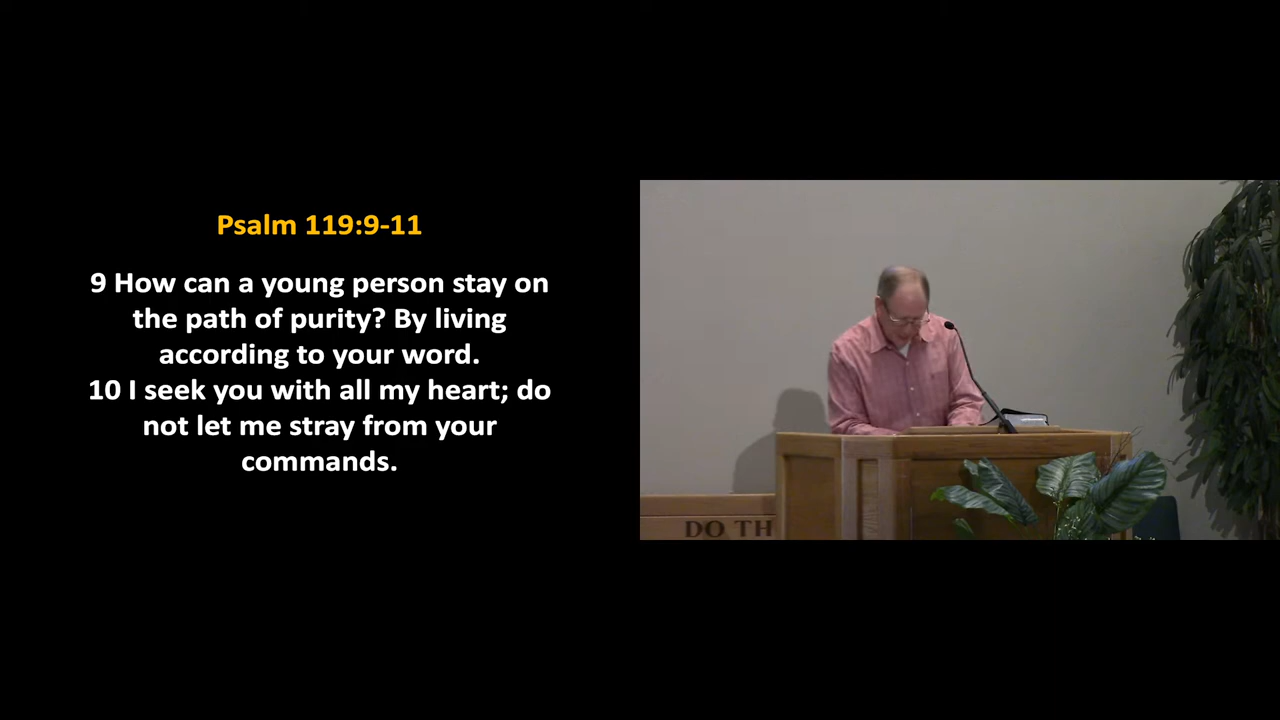 Psalm 119:9-11
9 How can a young person stay on
the path of purity? By living
according to your word.
10 I seek you with all my heart; do
not let me stray from your
commands.
DO TH